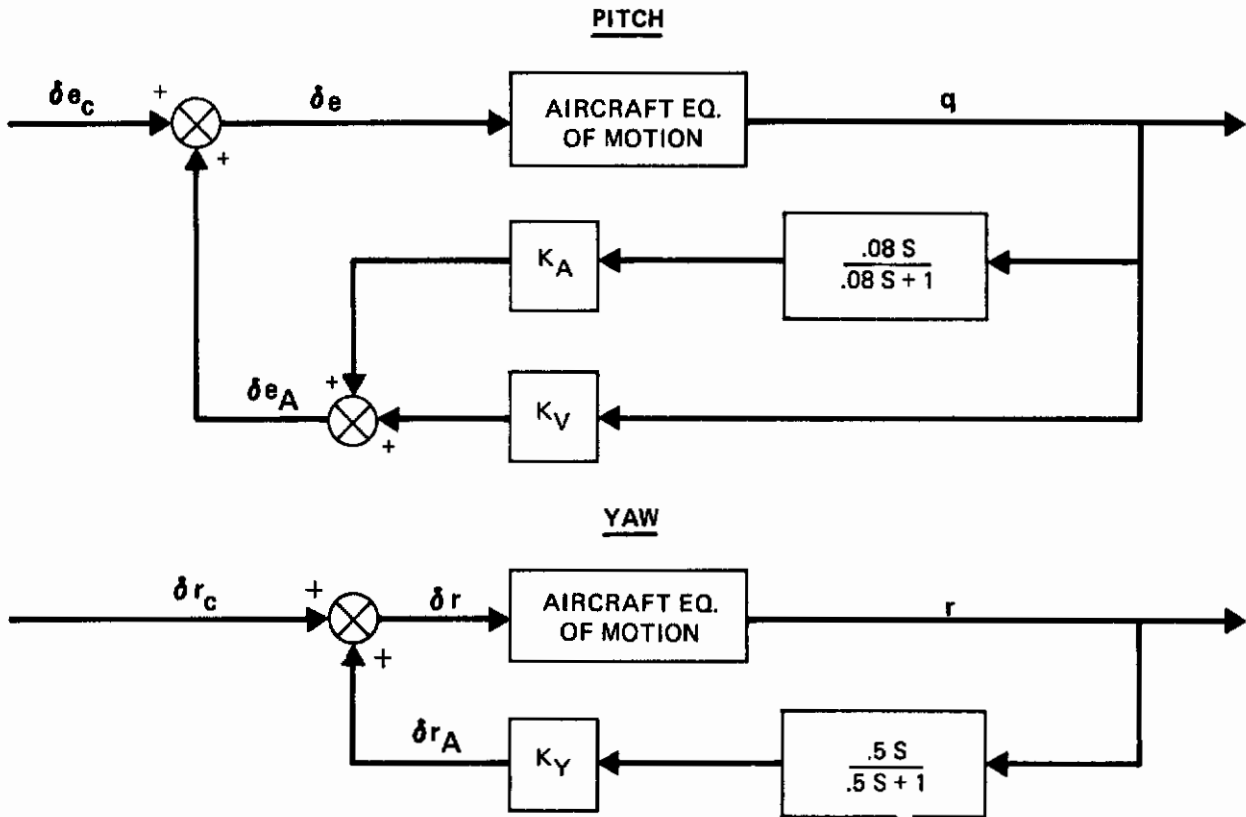 PITCH
δe_c
+
δe
AIRCRAFT EQ.
OF MOTION
q
+
K_A
.08 S
.08 S + 1
+
δe_A
K_V
+
YAW
δr_c
+
δr
AIRCRAFT EQ.
OF MOTION
r
+
δr_A
K_Y
.5 S
.5 S + 1